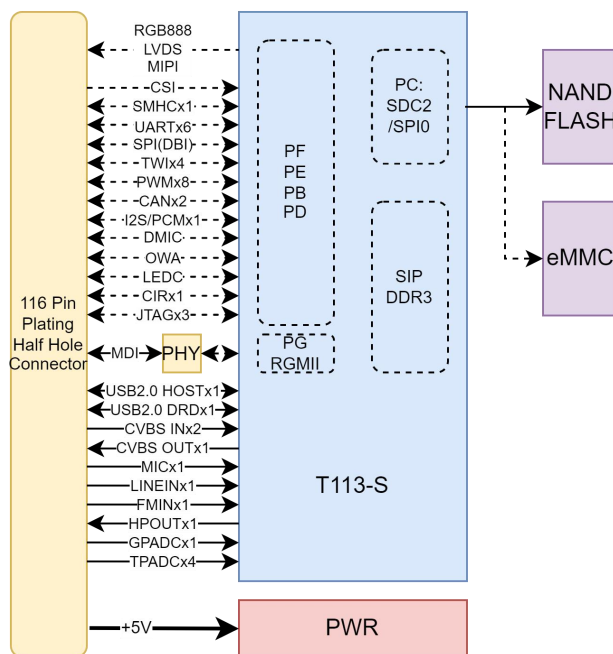 116 Pin
Plating
Half Hole
Connector
RGB888
LVDS
MIPI
CSI
SMHCx1
UARTx6
SPI(DBI)
TWIx4
PWMx8
CANx2
I2S/PCMx1
DMIC
OWA
LEDC
CIRx1
JTAGx3
MDI
PHY
USB2.0 HOSTx1
USB2.0 DRDx1
CVBS INx2
CVBS OUTx1
MICx1
LINEINx1
FMINx1
HPOUTx1
GPADCx1
TPADCx4
+5V
PF
PE
PB
PD
PG
RGMII
PC:
SDC2
/SPI0
SIP
DDR3
T113-S
PWR
NAND
FLASH
eMMC